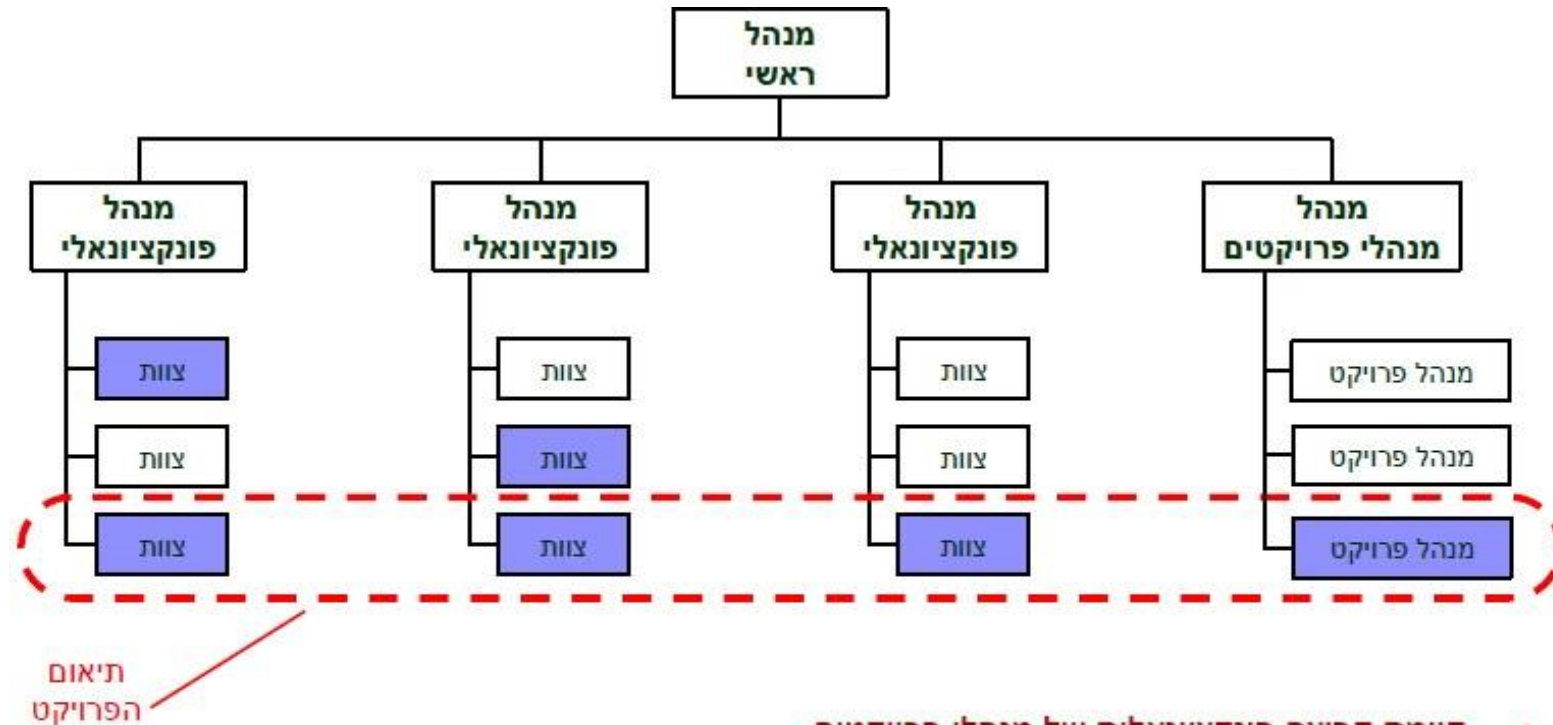 מנהל
ראשי
מנהל
פונקציונאלי
מנהל
פונקציונאלי
מנהל
פונקציונאלי
מנהל
מנהלי פרויקטים
צוות
צוות
צוות
מנהל פרויקט
צוות
צוות
צוות
מנהל פרויקט
צוות
צוות
צוות
מנהל פרויקט
תיאום
הפרויקט